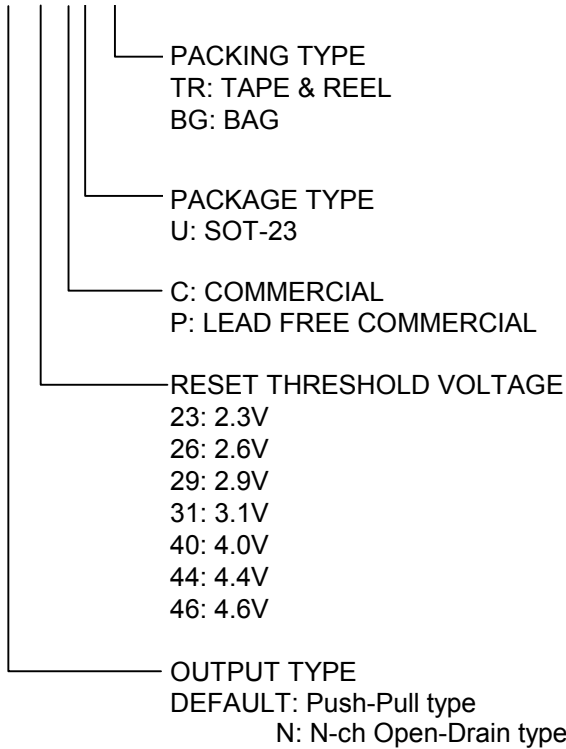 PACKING TYPE
TR: TAPE & REEL
BG: BAG
PACKAGE TYPE
U: SOT-23
C: COMMERCIAL
P: LEAD FREE COMMERCIAL
RESET THRESHOLD VOLTAGE
23: 2.3V
26: 2.6V
29: 2.9V
31: 3.1V
40: 4.0V
44: 4.4V
46: 4.6V
OUTPUT TYPE
DEFAULT: Push-Pull type
N: N-ch Open-Drain type